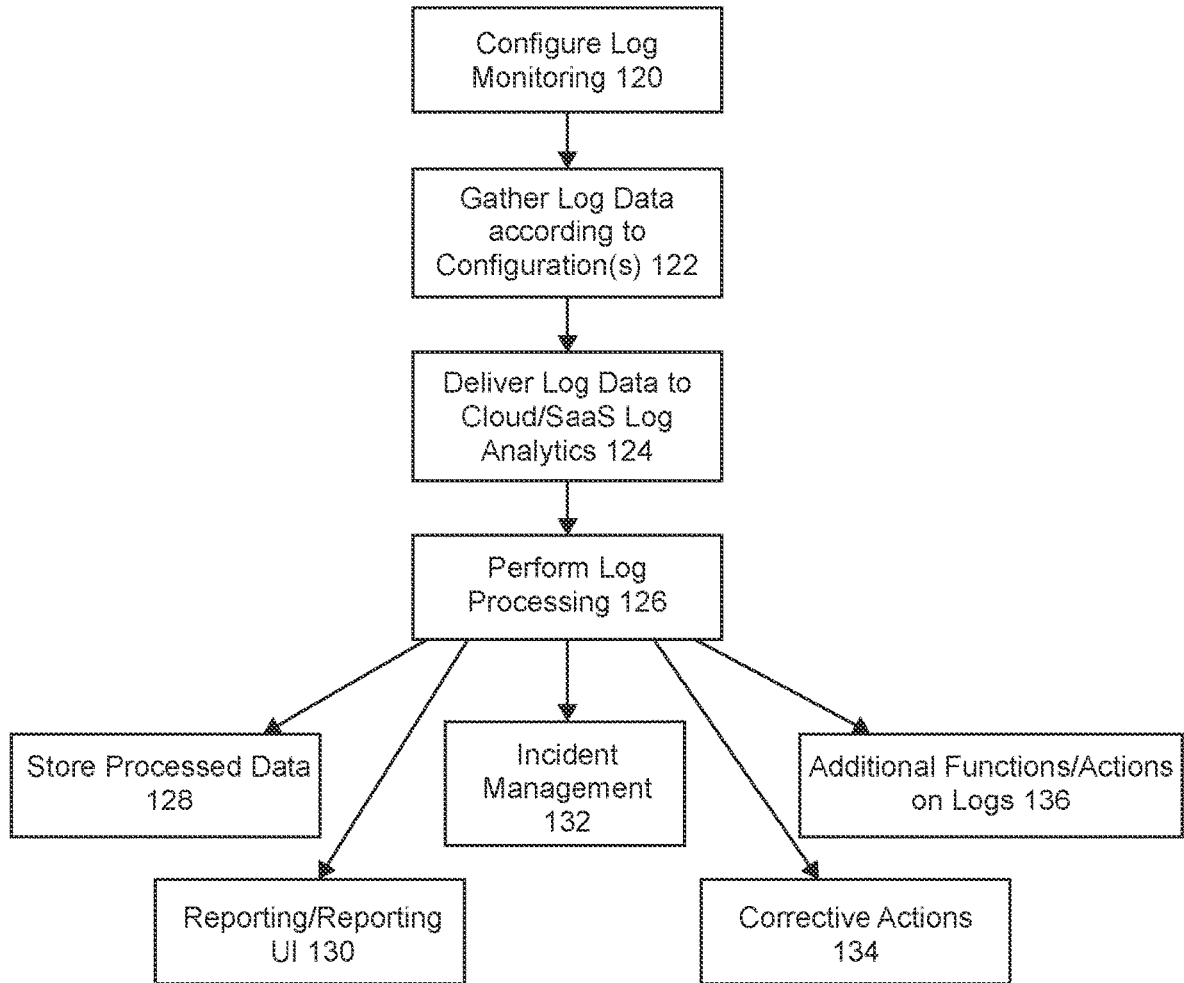 Configure Log
Monitoring 120
Gather Log Data
according to
Configuration(s) 122
Deliver Log Data to
Cloud/SaaS Log
Analytics 124
Perform Log
Processing 126
Store Processed Data
128
Incident
Management
132
Additional Functions/Actions
on Logs 136
Reporting/Reporting
UI 130
Corrective Actions
134